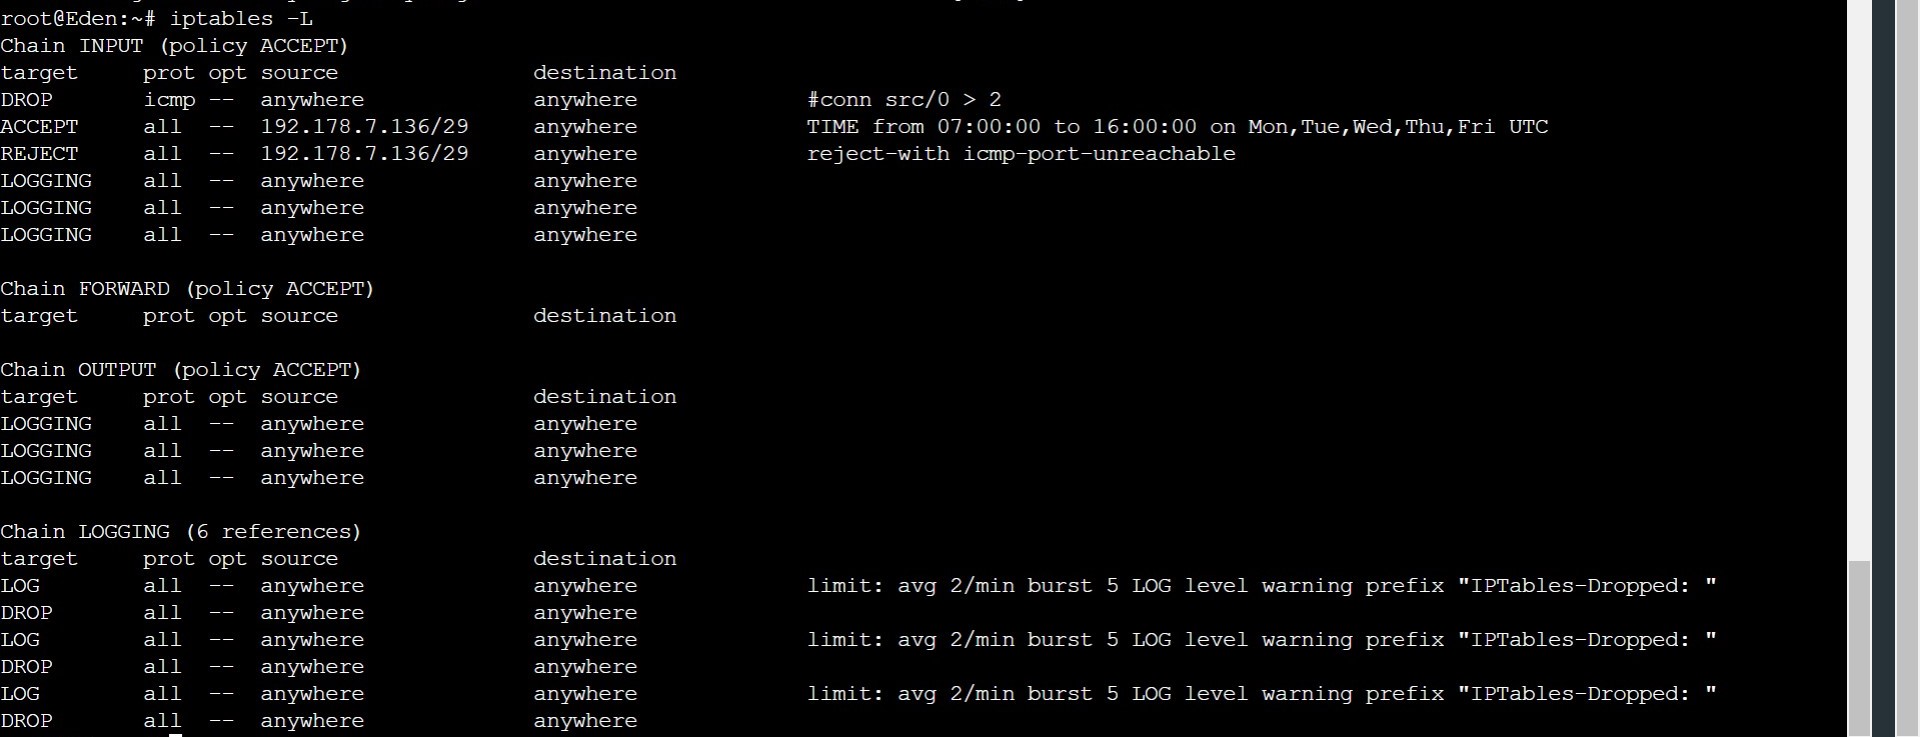 root@Eden:~# iptables -L
Chain INPUT (policy ACCEPT)
target     prot opt source               destination
DROP       icmp --  anywhere             anywhere             #conn src/0 > 2
ACCEPT     all  --  192.178.7.136/29     anywhere             TIME from 07:00:00 to 16:00:00 on Mon,Tue,Wed,Thu,Fri UTC
REJECT     all  --  192.178.7.136/29     anywhere             reject-with icmp-port-unreachable
LOGGING    all  --  anywhere             anywhere
LOGGING    all  --  anywhere             anywhere
LOGGING    all  --  anywhere             anywhere
Chain FORWARD (policy ACCEPT)
target     prot opt source               destination
Chain OUTPUT (policy ACCEPT)
target     prot opt source               destination
LOGGING    all  --  anywhere             anywhere
LOGGING    all  --  anywhere             anywhere
LOGGING    all  --  anywhere             anywhere
Chain LOGGING (6 references)
target     prot opt source               destination
LOG        all  --  anywhere             anywhere             limit: avg 2/min burst 5 LOG level warning prefix "IPTables-Dropped: "
DROP       all  --  anywhere             anywhere
LOG        all  --  anywhere             anywhere             limit: avg 2/min burst 5 LOG level warning prefix "IPTables-Dropped: "
DROP       all  --  anywhere             anywhere
LOG        all  --  anywhere             anywhere             limit: avg 2/min burst 5 LOG level warning prefix "IPTables-Dropped: "
DROP       all  --  anywhere             anywhere